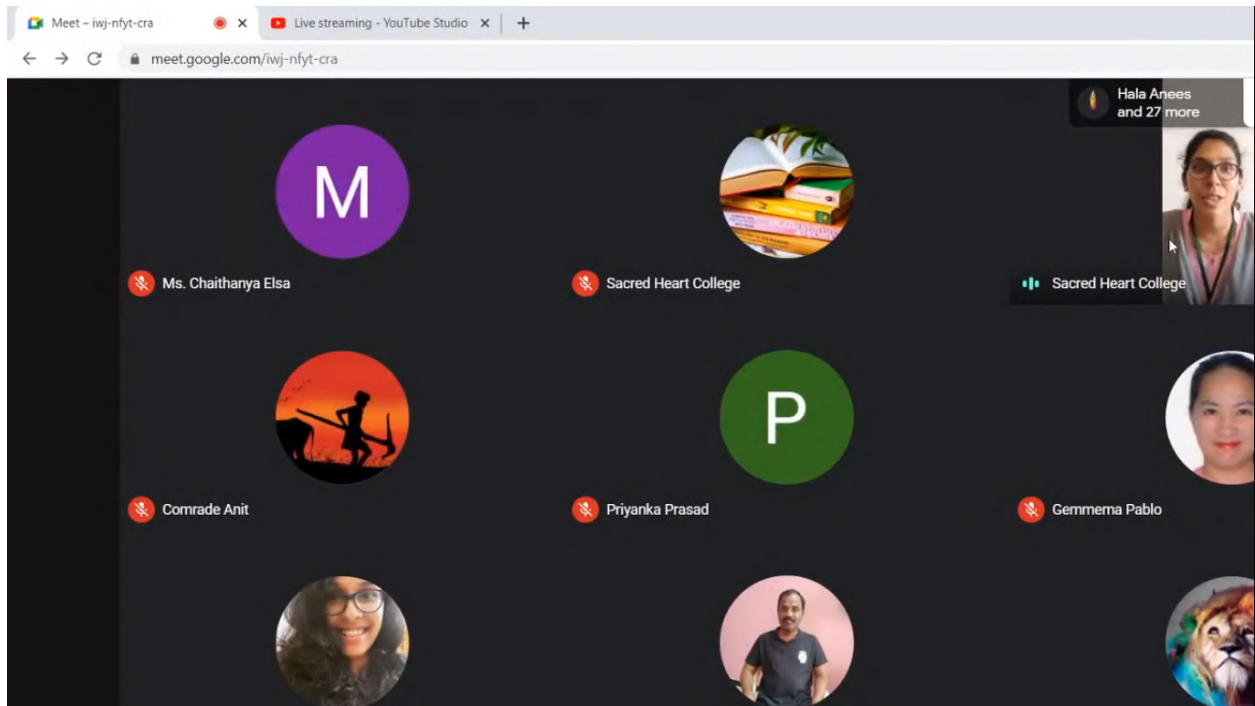 Meet – iwj-nfyt-cra
Live streaming - YouTube Studio
meet.google.com/iwj-nfyt-cra
Hala Anees
and 27 more
M
Ms. Chaithanya Elsa
Sacred Heart College
Sacred Heart College
Comrade Anit
P
Priyanka Prasad
Gemmema Pablo